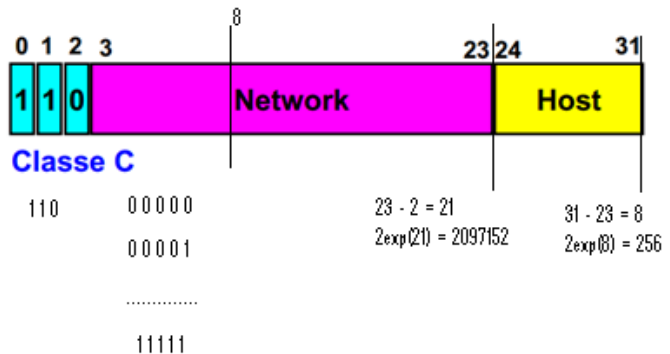 8
0 1 2 3 23 24 31
1 1 0 Network Host
Classe C
110 00000 23 - 2 = 21 31 - 23 = 8
00001 2exp(21) = 2097152 2exp(8) = 256
..............
11111